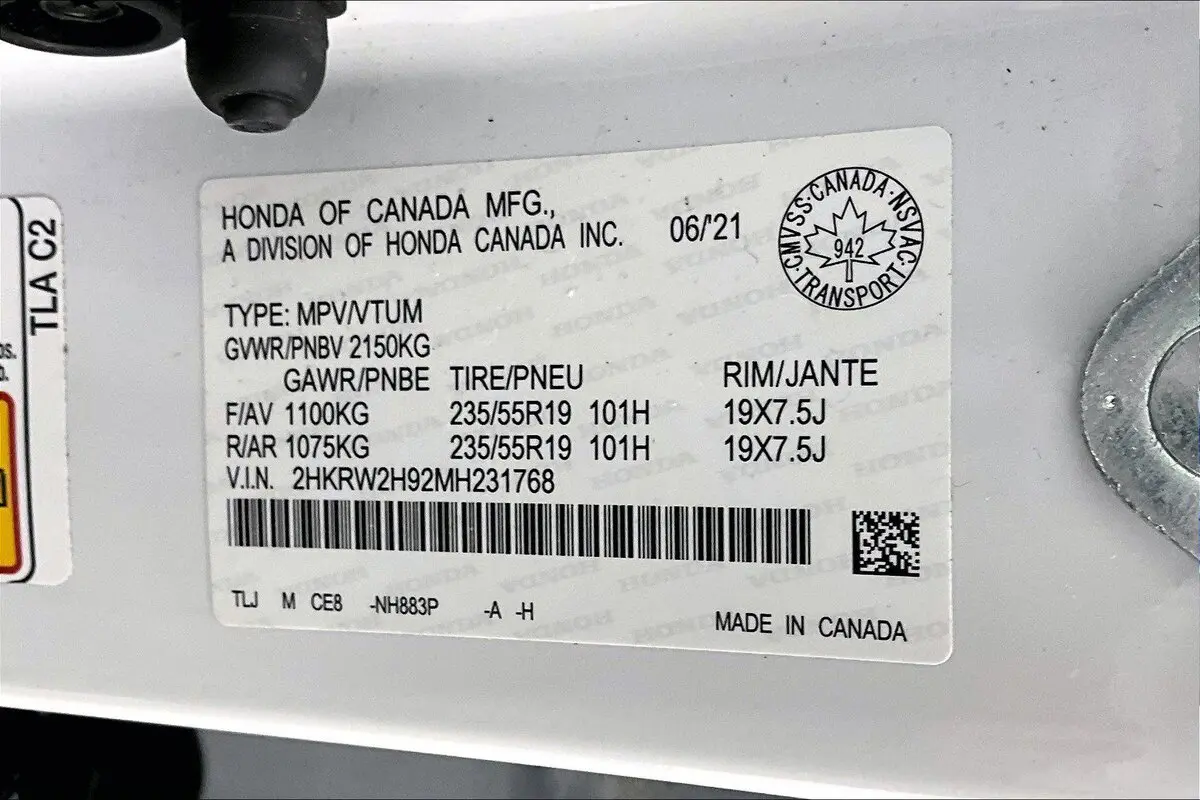 HONDA OF CANADA MFG.,
A DIVISION OF HONDA CANADA INC.
06/'21
CMVSS·CANADA·NSVAC·TRANSPORT·
942
TYPE: MPV/VTUM
GVWR/PNBV 2150KG
GAWR/PNBE TIRE/PNEU RIM/JANTE
F/AV 1100KG 235/55R19 101H 19X7.5J
R/AR 1075KG 235/55R19 101H 19X7.5J
V.I.N. 2HKRW2H92MH231768
TLJ M CE8 -NH883P -A -H
MADE IN CANADA
TLA C2